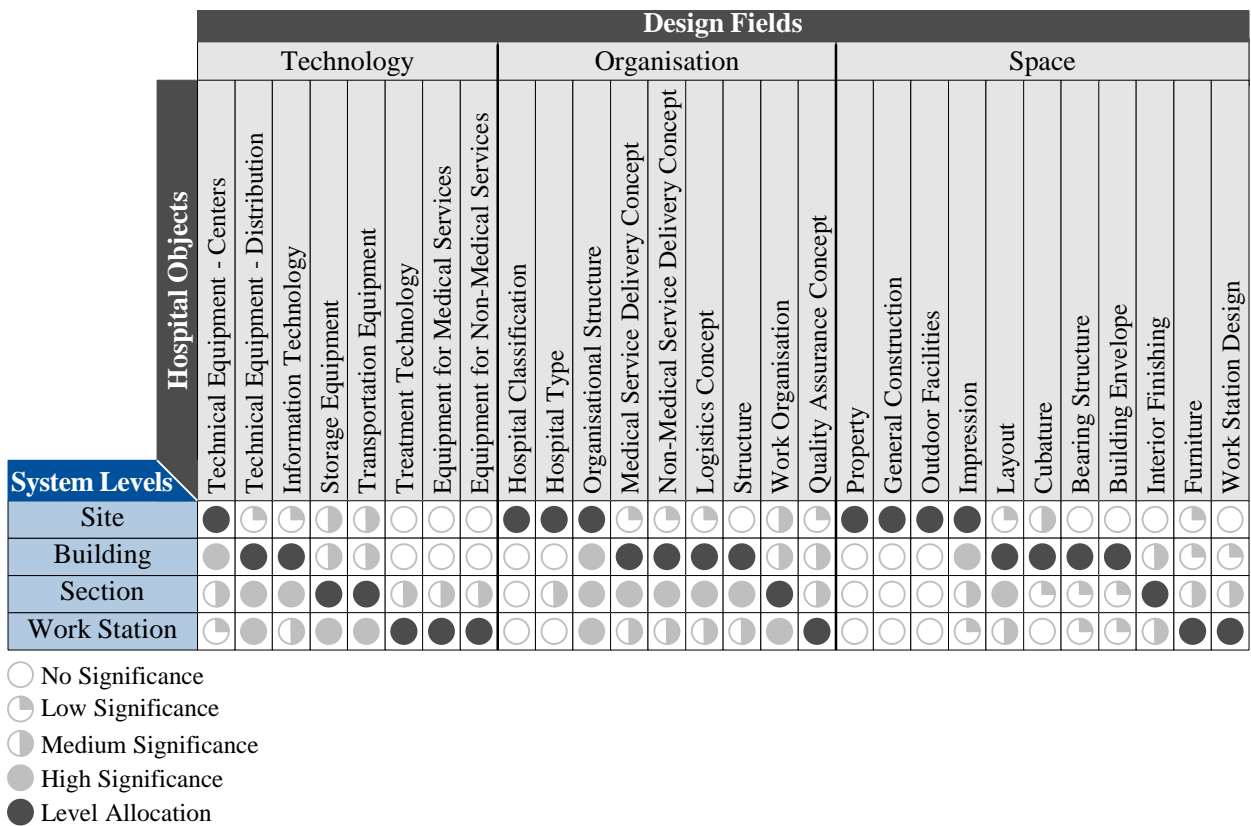 Design Fields
Technology
Organisation
Space
Hospital Objects
Technical Equipment - Centers
Technical Equipment - Distribution
Information Technology
Storage Equipment
Transportation Equipment
Treatment Technology
Equipment for Medical Services
Equipment for Non-Medical Services
Hospital Classification
Hospital Type
Organisational Structure
Medical Service Delivery Concept
Non-Medical Service Delivery Concept
Logistics Concept
Structure
Work Organisation
Quality Assurance Concept
Property
General Construction
Outdoor Facilities
Impression
Layout
Cubature
Bearing Structure
Building Envelope
Interior Finishing
Furniture
Work Station Design
System Levels
Site
Building
Section
Work Station
No Significance
Low Significance
Medium Significance
High Significance
Level Allocation